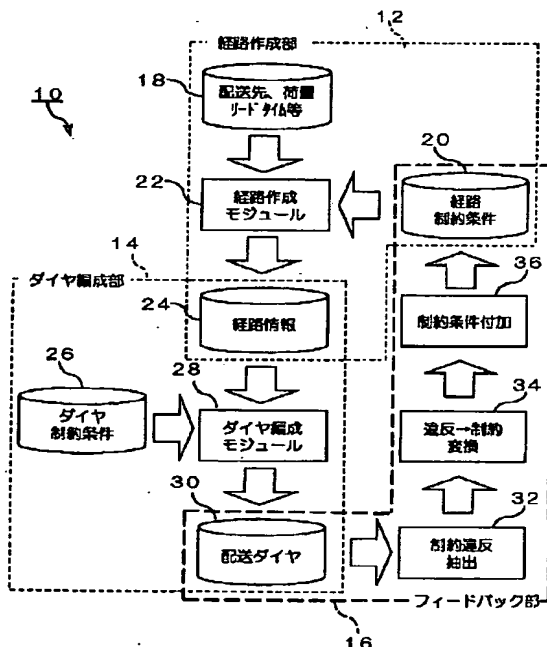 12
経路作成部
10
18
配送先、荷量
リードタイム等
20
22
経路作成
モジュール
経路
制約条件
14
ダイヤ編成部
24
経路情報
36
制約条件付加
26
28
ダイヤ
制約条件
ダイヤ編成
モジュール
34
違反→制約
変換
30
配送ダイヤ
32
制約違反
抽出
フィードバック部
16